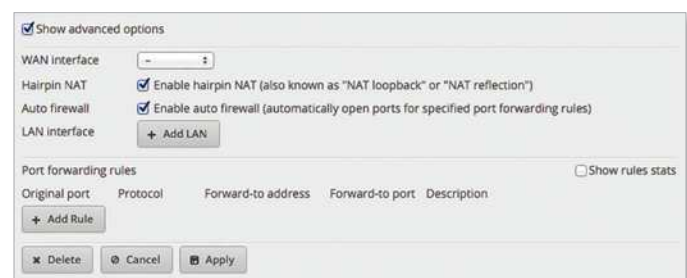 Show advanced options
WAN interface -
Hairpin NAT Enable hairpin NAT (also known as "NAT loopback" or "NAT reflection")
Auto firewall Enable auto firewall (automatically open ports for specified port forwarding rules)
LAN interface + Add LAN
Port forwarding rules Show rules stats
Original port Protocol Forward-to address Forward-to port Description
+ Add Rule
Delete Cancel Apply